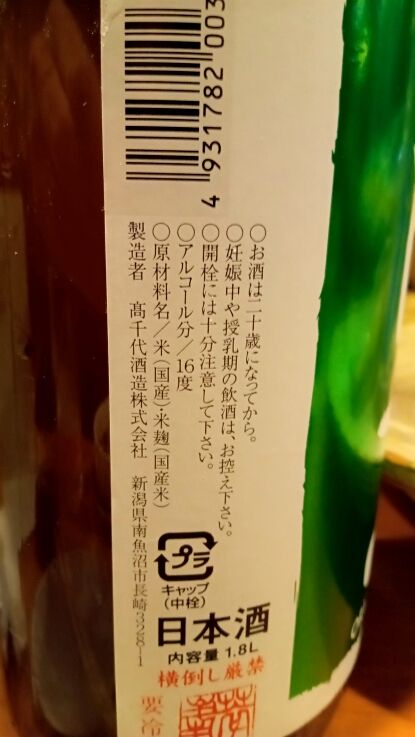 4 931782 003
○お酒は二十歳になってから。
○妊娠中や授乳期の飲酒は、お控え下さい。
○開栓には十分注意して下さい。
○アルコール分／16度
○原材料名／米（国産）・米麹（国産米）
製造者　髙千代酒造株式会社　新潟県南魚沼市長崎328-1
プラ
キャップ
（中栓）
日本酒
内容量 1.8L
横倒し厳禁
要冷